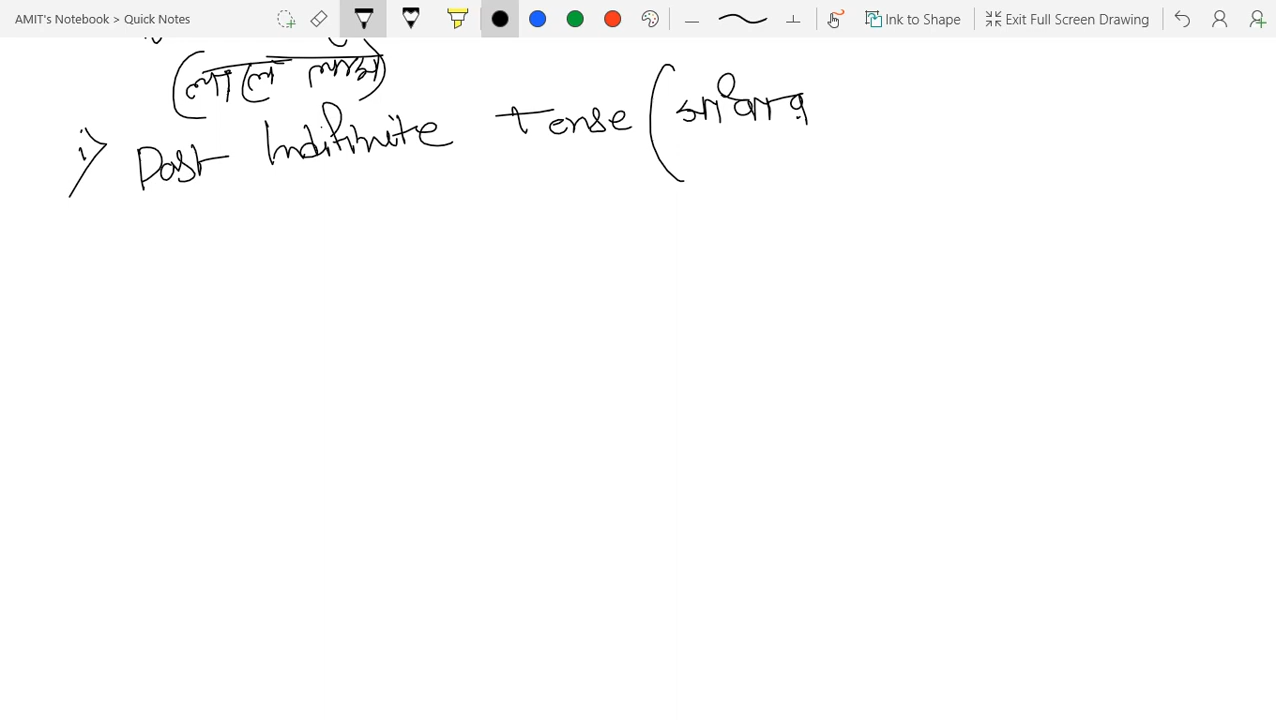 AMIT's Notebook > Quick Notes
Ink to Shape
Exit Full Screen Drawing
i) Past Indifinite tense (